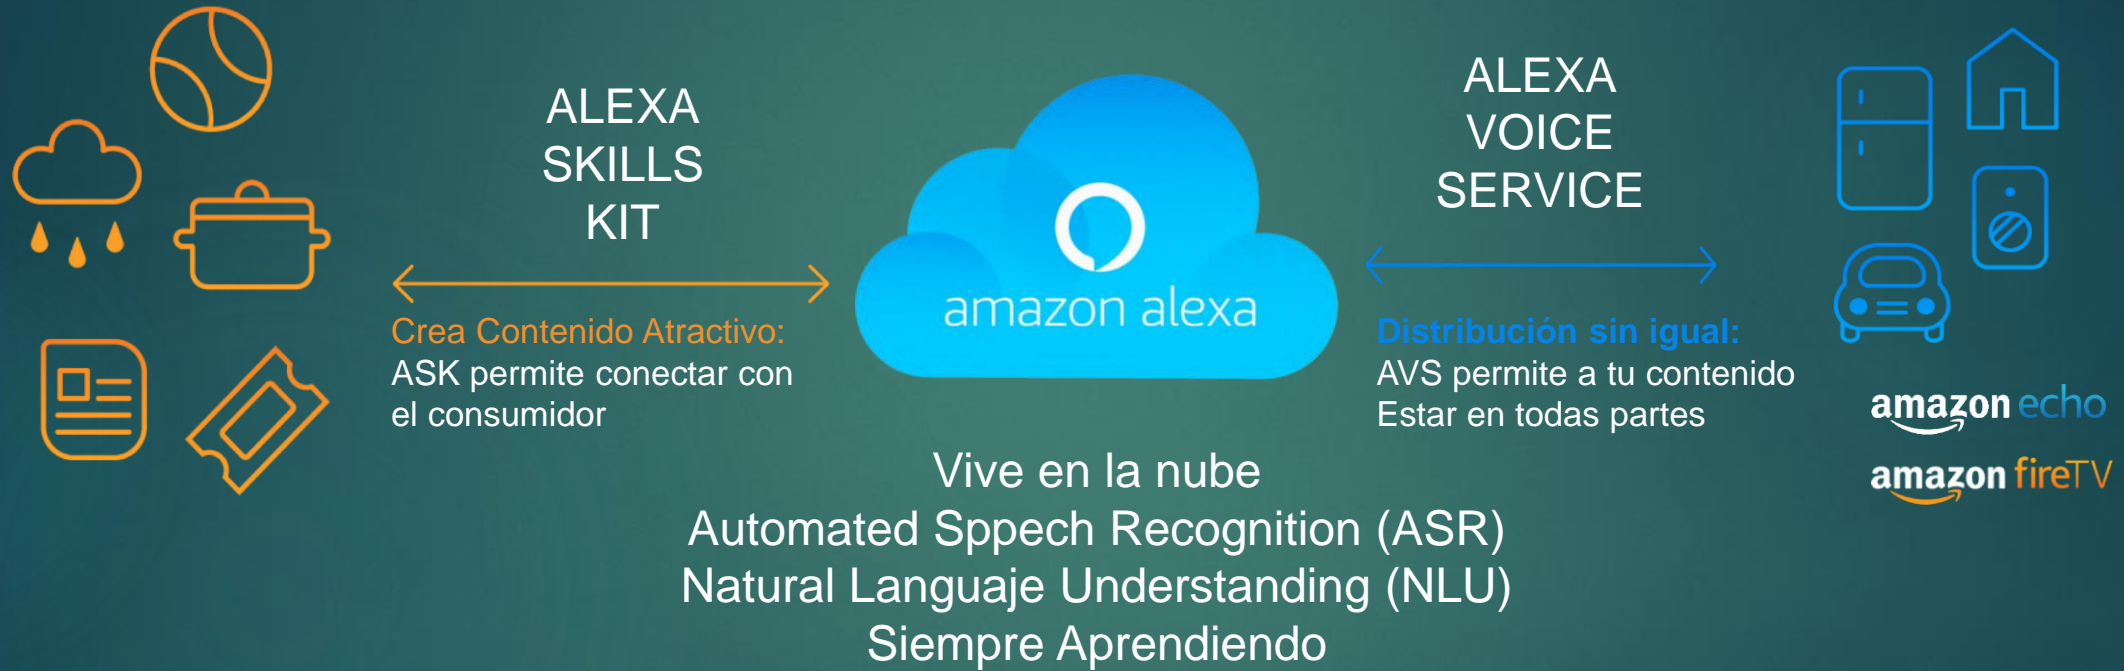 ALEXA
SKILLS
KIT
Crea Contenido Atractivo:
ASK permite conectar con
el consumidor
amazon alexa
ALEXA
VOICE
SERVICE
Distribución sin igual:
AVS permite a tu contenido
Estar en todas partes
amazon echo
amazon fireTV
Vive en la nube
Automated Sppech Recognition (ASR)
Natural Languaje Understanding (NLU)
Siempre Aprendiendo